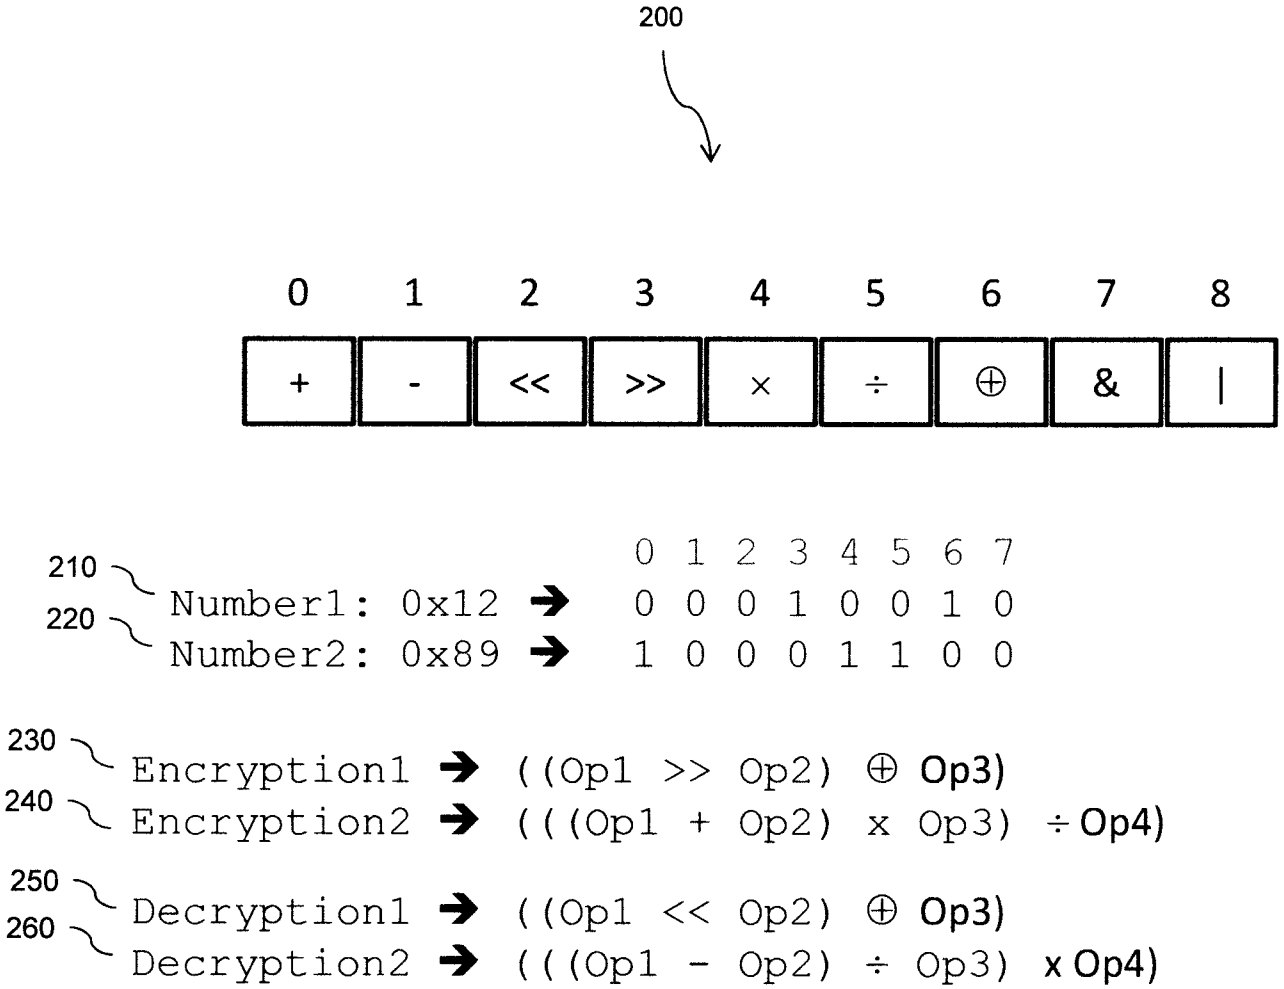 200
0 1 2 3 4 5 6 7 8
+ - << >> × ÷ ⊕ & |
0 1 2 3 4 5 6 7
210 Number1: 0x12 ➔ 0 0 0 1 0 0 1 0
220 Number2: 0x89 ➔ 1 0 0 0 1 1 0 0
230 Encryption1 ➔ ((Op1 >> Op2) ⊕ Op3)
240 Encryption2 ➔ (((Op1 + Op2) x Op3) ÷ Op4)
250 Decryption1 ➔ ((Op1 << Op2) ⊕ Op3)
260 Decryption2 ➔ (((Op1 - Op2) ÷ Op3) x Op4)